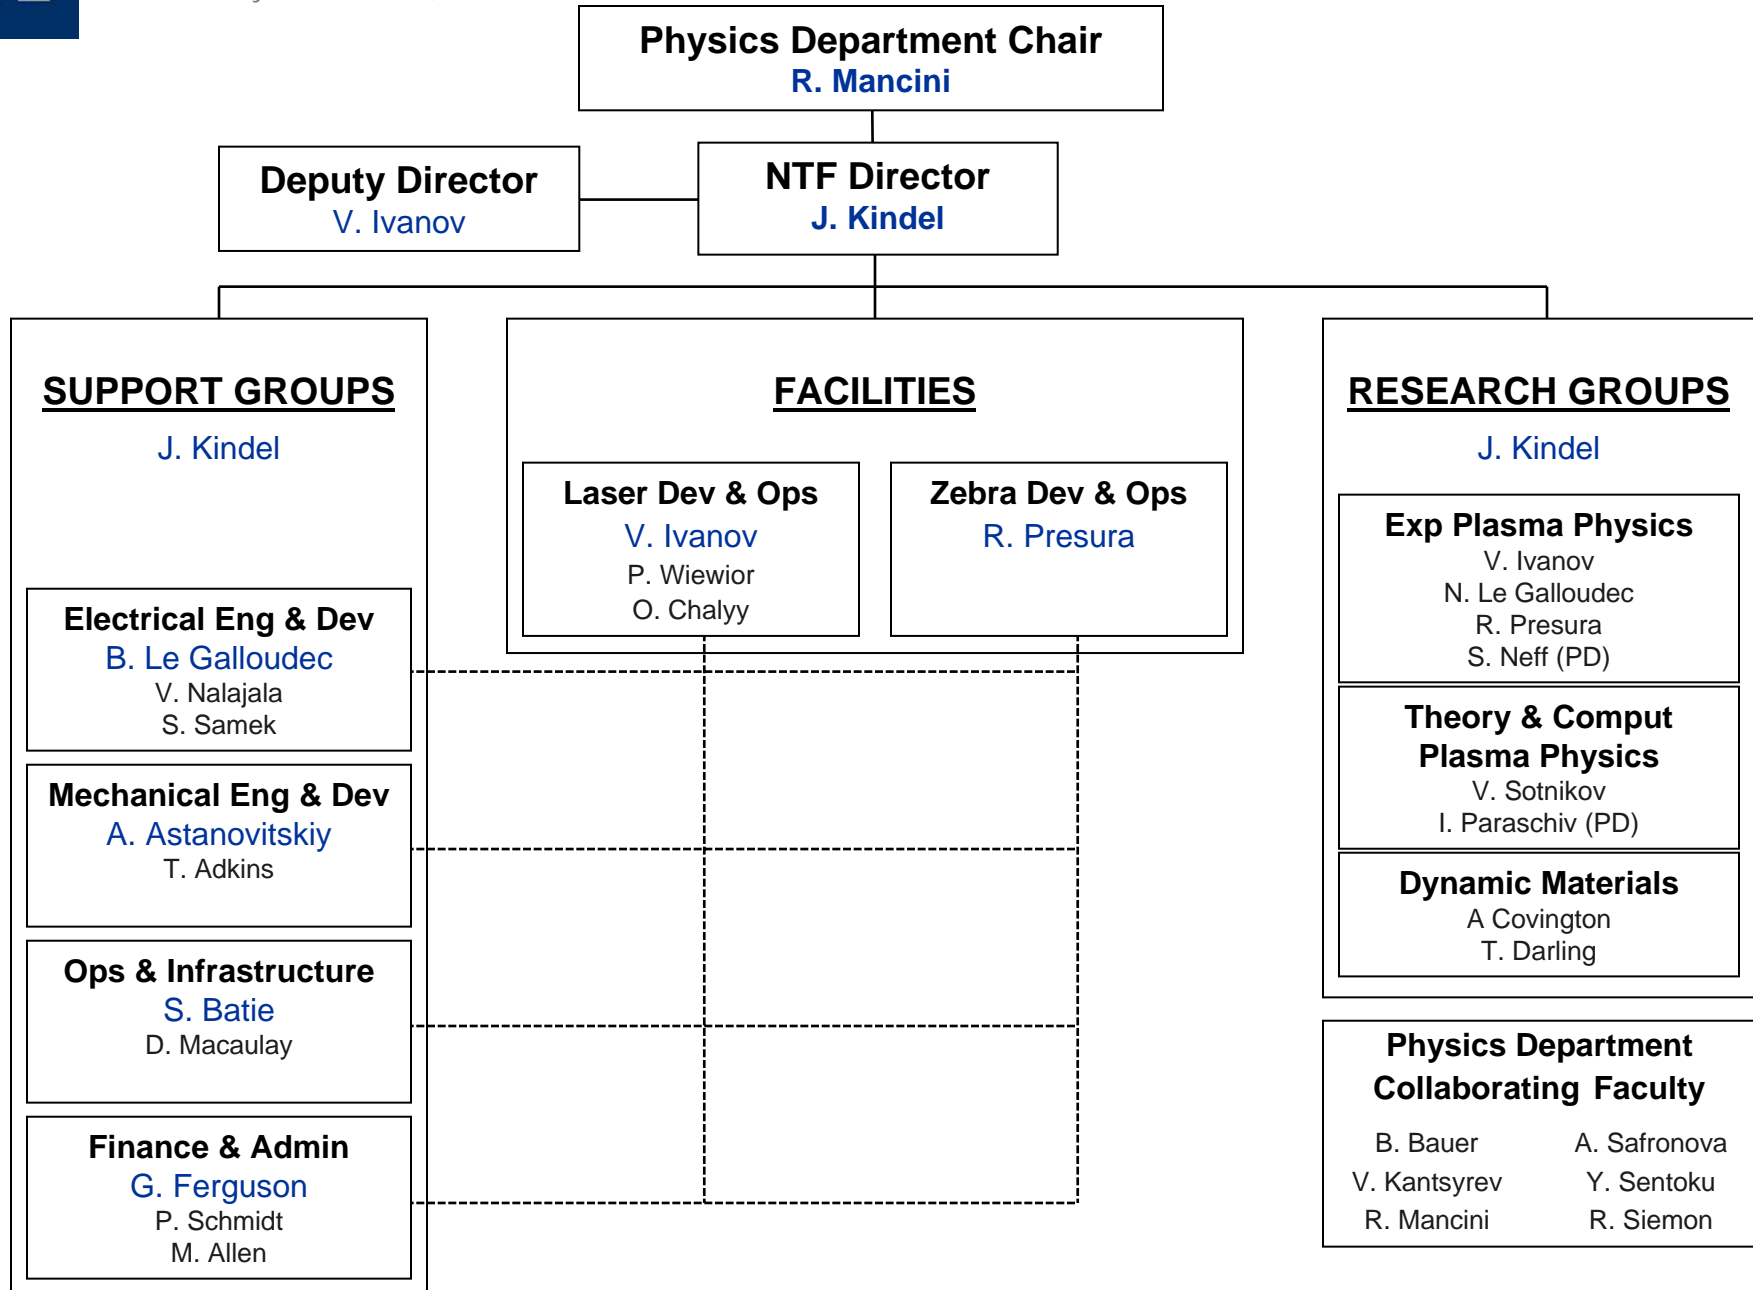 Physics Department Chair
R. Mancini
Deputy Director
V. Ivanov
NTF Director
J. Kindel
SUPPORT GROUPS
J. Kindel
Electrical Eng & Dev
B. Le Galloudec
V. Nalajala
S. Samek
Mechanical Eng & Dev
A. Astanovitskiy
T. Adkins
Ops & Infrastructure
S. Batie
D. Macaulay
Finance & Admin
G. Ferguson
P. Schmidt
M. Allen
FACILITIES
Laser Dev & Ops
V. Ivanov
P. Wiewior
O. Chalyy
Zebra Dev & Ops
R. Presura
RESEARCH GROUPS
J. Kindel
Exp Plasma Physics
V. Ivanov
N. Le Galloudec
R. Presura
S. Neff (PD)
Theory & Comput
Plasma Physics
V. Sotnikov
I. Paraschiv (PD)
Dynamic Materials
A Covington
T. Darling
Physics Department
Collaborating Faculty
B. Bauer A. Safronova
V. Kantsyrev Y. Sentoku
R. Mancini R. Siemon